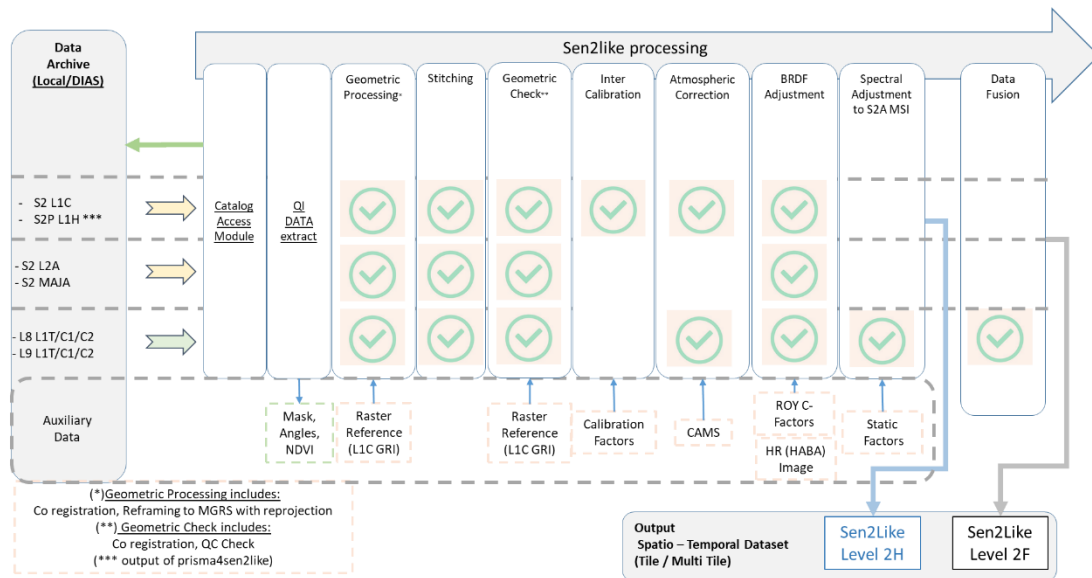 Data
Archive
(Local/DIAS)
Sen2like processing
Geometric
Processing*
Stitching
Geometric
Check**
Inter
Calibration
Atmospheric
Correction
BRDF
Adjustment
Spectral
Adjustment
to S2A MSI
Data
Fusion
- S2 L1C
- S2P L1H ***
Catalog
Access
Module
QI
DATA
extract
- S2 L2A
- S2 MAJA
- L8 L1T/C1/C2
- L9 L1T/C1/C2
Auxiliary
Data
Mask,
Angles,
NDVI
Raster
Reference
(L1C GRI)
Raster
Reference
(L1C GRI)
Calibration
Factors
CAMS
ROY C-
Factors
HR (HABA)
Image
Static
Factors
(*)Geometric Processing includes:
Co registration, Reframing to MGRS with reprojection
(**) Geometric Check includes:
Co registration, QC Check
(*** output of prisma4sen2like)
Output
Spatio – Temporal Dataset
(Tile / Multi Tile)
Sen2Like
Level 2H
Sen2Like
Level 2F